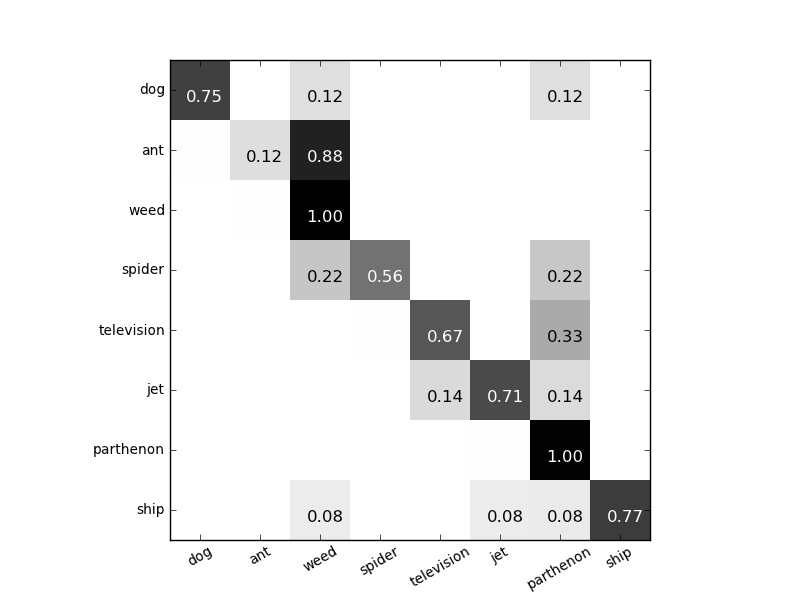 dog 0.75 0.12 0.12
ant 0.12 0.88
weed 1.00
spider 0.22 0.56 0.22
television 0.67 0.33
jet 0.14 0.71 0.14
parthenon 1.00
ship 0.08 0.08 0.08 0.77
dog ant weed spider television jet parthenon ship